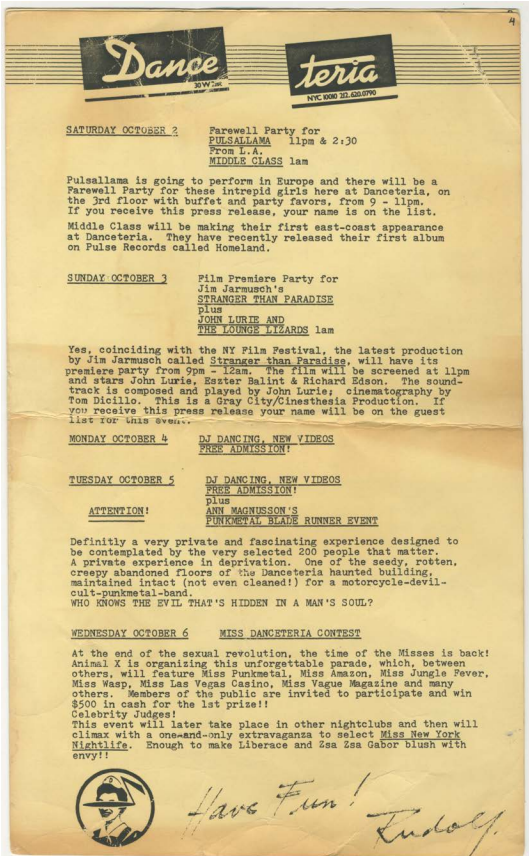 4
Dance
teria
30 W 21st
NYC 10010 212.620.0790
SATURDAY OCTOBER 2 Farewell Party for
PULSALLAMA 11pm & 2:30
From L.A.
MIDDLE CLASS 1am
Pulsallama is going to perform in Europe and there will be a
Farewell Party for these intrepid girls here at Danceteria, on
the 3rd floor with buffet and party favors, from 9 - 11pm.
If you receive this press release, your name is on the list.
Middle Class will be making their first east-coast appearance
at Danceteria. They have recently released their first album
on Pulse Records called Homeland.
SUNDAY OCTOBER 3 Film Premiere Party for
Jim Jarmusch's
STRANGER THAN PARADISE
plus
JOHN LURIE AND
THE LOUNGE LIZARDS 1am
Yes, coinciding with the NY Film Festival, the latest production
by Jim Jarmusch called Stranger than Paradise, will have its
premiere party from 9pm - 12am. The film will be screened at 11pm
and stars John Lurie, Eszter Balint & Richard Edson. The sound-
track is composed and played by John Lurie; cinematography by
Tom Dicillo. This is a Gray City/Cinesthesia Production. If
you receive this press release your name will be on the guest
list for this event.
MONDAY OCTOBER 4 DJ DANCING, NEW VIDEOS
FREE ADMISSION!
TUESDAY OCTOBER 5 DJ DANCING, NEW VIDEOS
FREE ADMISSION!
plus
ATTENTION! ANN MAGNUSSON'S
PUNKMETAL BLADE RUNNER EVENT
Definitly a very private and fascinating experience designed to
be contemplated by the very selected 200 people that matter.
A private experience in deprivation. One of the seedy, rotten,
creepy abandoned floors of the Danceteria haunted building,
maintained intact (not even cleaned!) for a motorcycle-devil-
cult-punkmetal-band.
WHO KNOWS THE EVIL THAT'S HIDDEN IN A MAN'S SOUL?
WEDNESDAY OCTOBER 6 MISS DANCETERIA CONTEST
At the end of the sexual revolution, the time of the Misses is back!
Animal X is organizing this unforgettable parade, which, between
others, will feature Miss Punkmetal, Miss Amazon, Miss Jungle Fever,
Miss Wasp, Miss Las Vegas Casino, Miss Vague Magazine and many
others. Members of the public are invited to participate and win
$500 in cash for the 1st prize!!
Celebrity Judges!
This event will later take place in other nightclubs and then will
climax with a one-and-only extravaganza to select Miss New York
Nightlife. Enough to make Liberace and Zsa Zsa Gabor blush with
envy!!
Have Fun!
Rudolf.